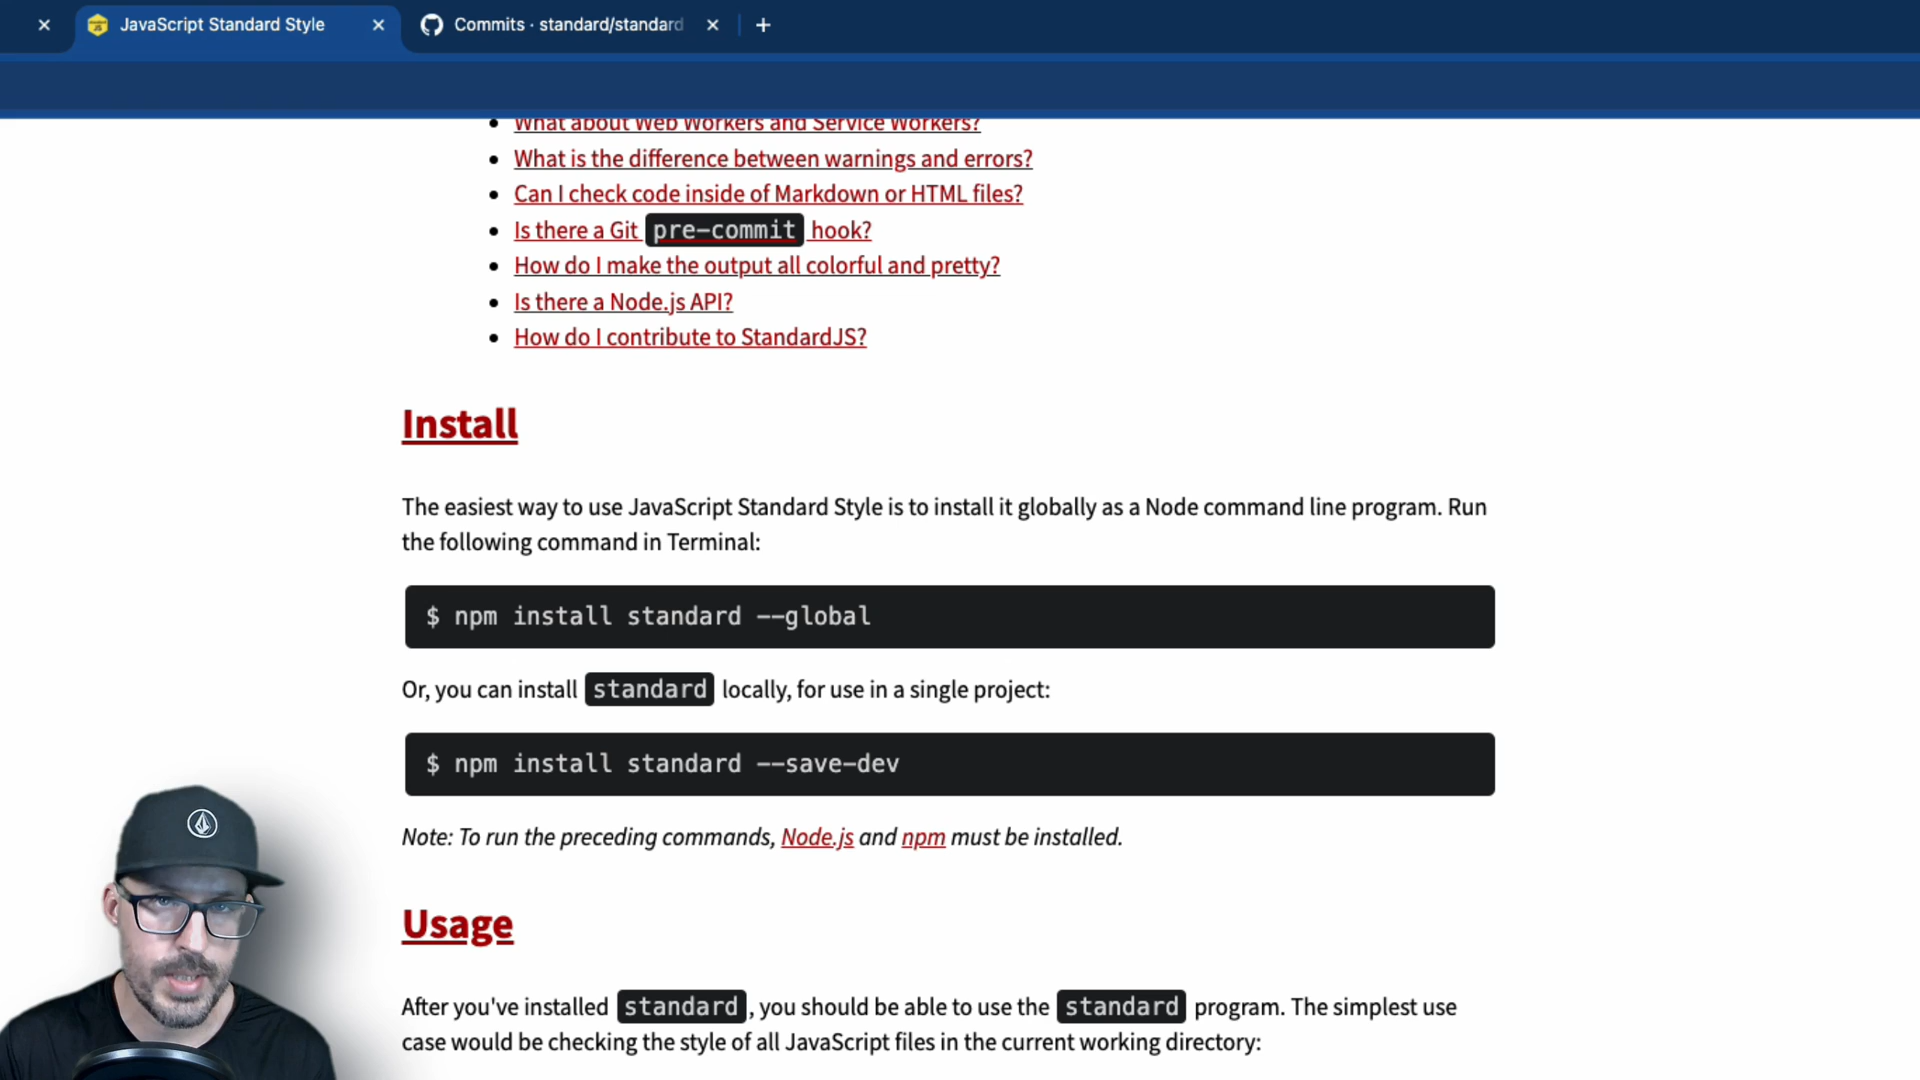 JavaScript Standard Style
Commits · standard/standard
What about Web Workers and Service Workers?
What is the difference between warnings and errors?
Can I check code inside of Markdown or HTML files?
Is there a Git pre-commit hook?
How do I make the output all colorful and pretty?
Is there a Node.js API?
How do I contribute to StandardJS?
Install
The easiest way to use JavaScript Standard Style is to install it globally as a Node command line program. Run
the following command in Terminal:
$ npm install standard --global
Or, you can install standard locally, for use in a single project:
$ npm install standard --save-dev
Note: To run the preceding commands, Node.js and npm must be installed.
Usage
After you've installed standard, you should be able to use the standard program. The simplest use
case would be checking the style of all JavaScript files in the current working directory: